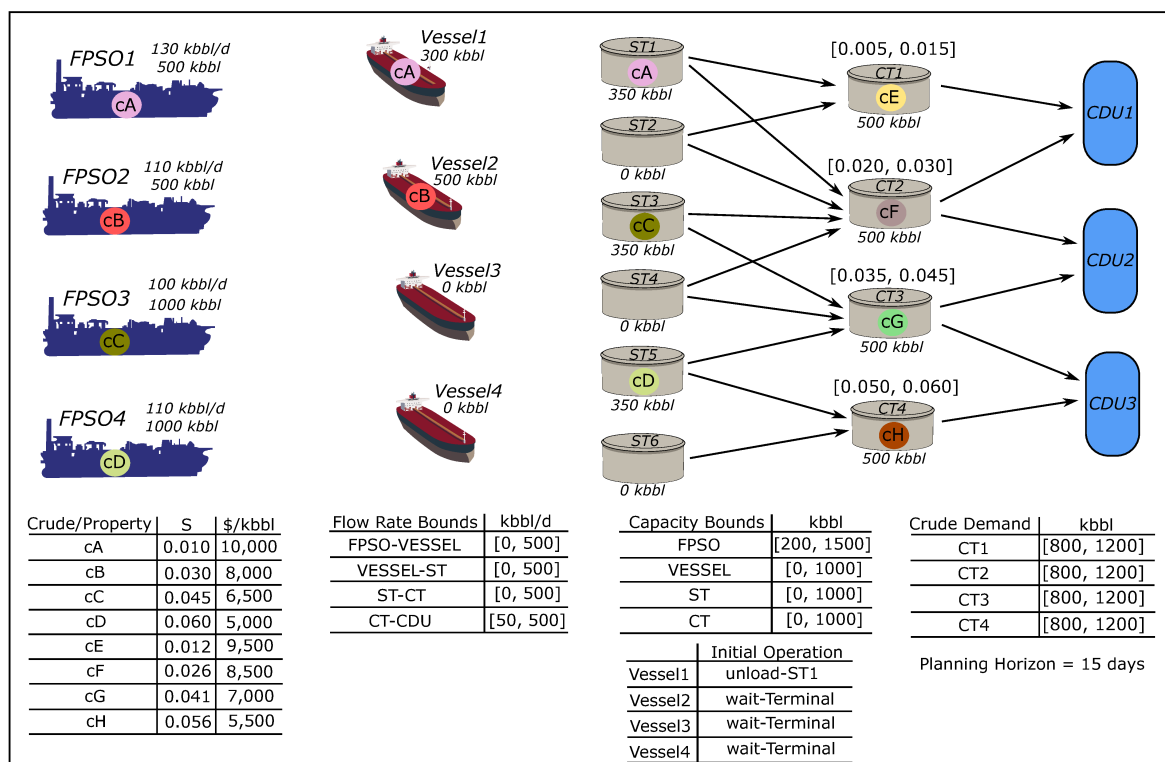 FPSO1
130 kbbl/d
500 kbbl
cA
FPSO2
110 kbbl/d
500 kbbl
cB
FPSO3
100 kbbl/d
1000 kbbl
cC
FPSO4
110 kbbl/d
1000 kbbl
cD
Vessel1
300 kbbl
cA
Vessel2
500 kbbl
cB
Vessel3
0 kbbl
Vessel4
0 kbbl
ST1
cA
350 kbbl
ST2
0 kbbl
ST3
cC
350 kbbl
ST4
0 kbbl
ST5
cD
350 kbbl
ST6
0 kbbl
[0.005, 0.015]
CT1
cE
500 kbbl
[0.020, 0.030]
CT2
cF
500 kbbl
[0.035, 0.045]
CT3
cG
500 kbbl
[0.050, 0.060]
CT4
cH
500 kbbl
CDU1
CDU2
CDU3
Crude/Property S $/kbbl
cA 0.010 10,000
cB 0.030 8,000
cC 0.045 6,500
cD 0.060 5,000
cE 0.012 9,500
cF 0.026 8,500
cG 0.041 7,000
cH 0.056 5,500
Flow Rate Bounds kbbl/d
FPSO-VESSEL [0, 500]
VESSEL-ST [0, 500]
ST-CT [0, 500]
CT-CDU [50, 500]
Capacity Bounds kbbl
FPSO [200, 1500]
VESSEL [0, 1000]
ST [0, 1000]
CT [0, 1000]
Initial Operation
Vessel1 unload-ST1
Vessel2 wait-Terminal
Vessel3 wait-Terminal
Vessel4 wait-Terminal
Crude Demand kbbl
CT1 [800, 1200]
CT2 [800, 1200]
CT3 [800, 1200]
CT4 [800, 1200]
Planning Horizon = 15 days